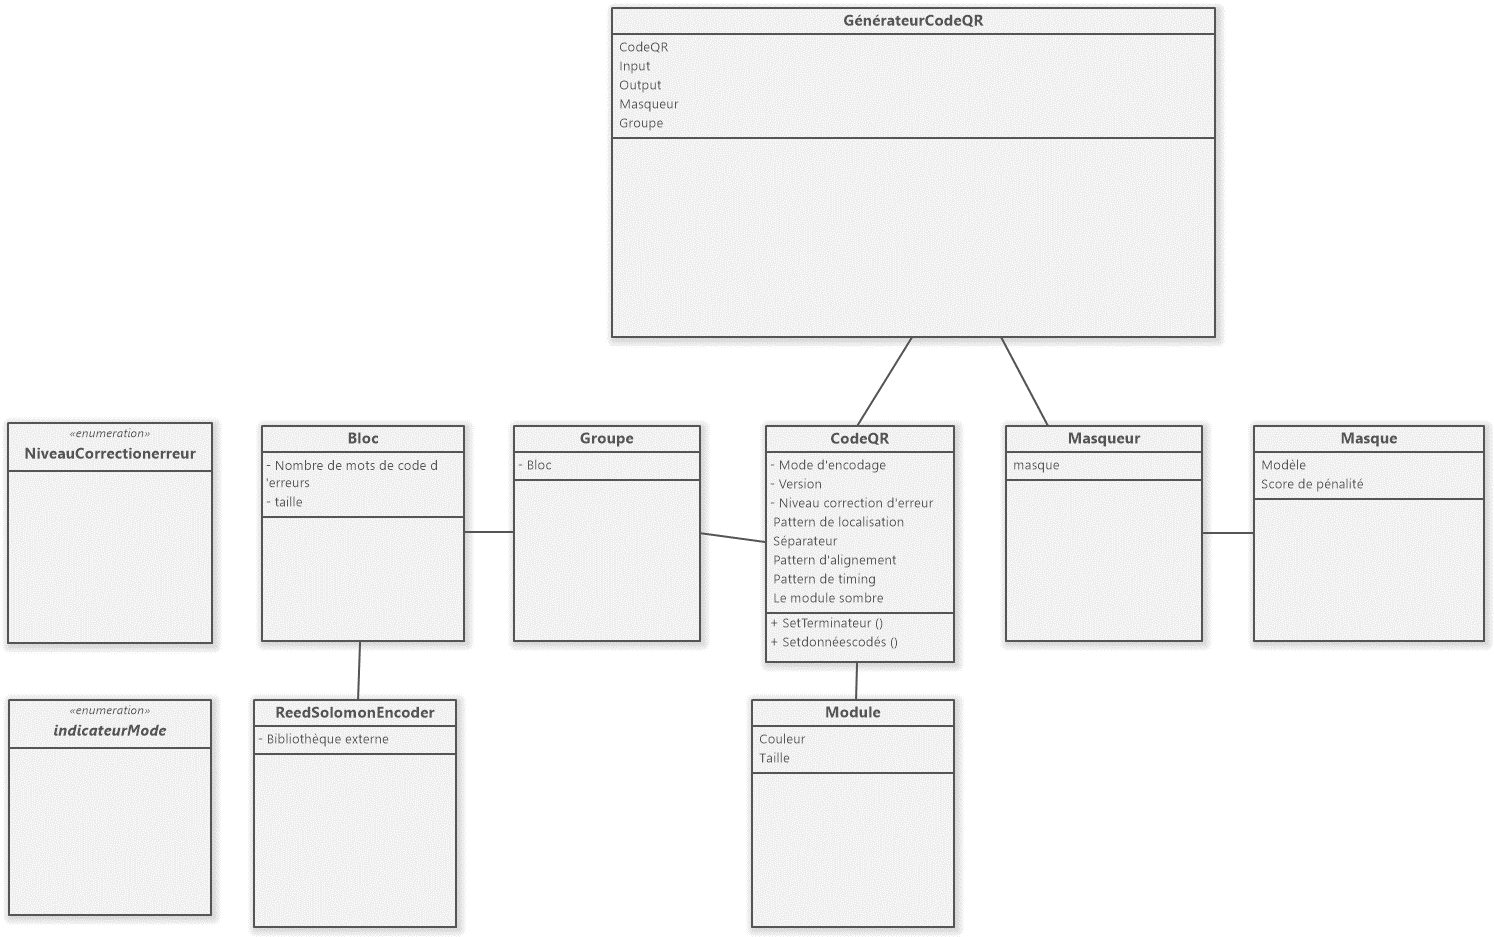 GénérateurCodeQR
CodeQR
Input
Output
Masqueur
Groupe
«enumeration»
NiveauCorrectionerreur
Bloc
- Nombre de mots de code d
'erreurs
- taille
Groupe
- Bloc
CodeQR
- Mode d'encodage
- Version
- Niveau correction d'erreur
Pattern de localisation
Séparateur
Pattern d'alignement
Pattern de timing
Le module sombre
+ SetTerminateur ()
+ Setdonnéescodés ()
Masqueur
masque
Masque
Modèle
Score de pénalité
«enumeration»
indicateurMode
ReedSolomonEncoder
- Bibliothèque externe
Module
Couleur
Taille